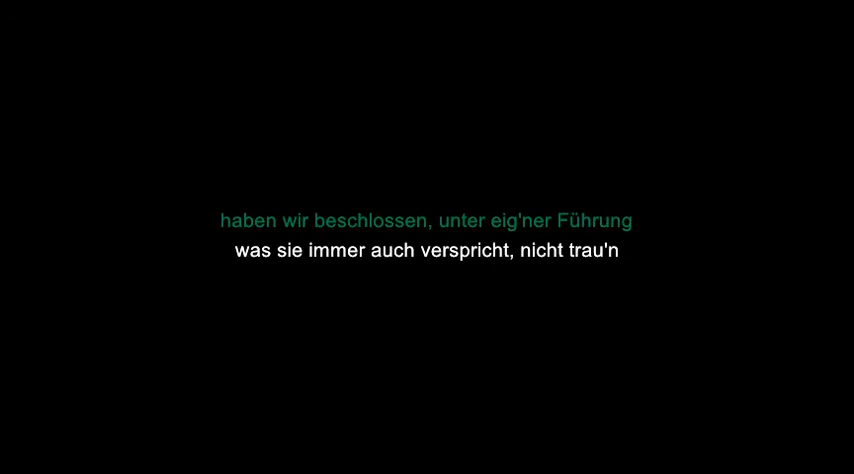 haben wir beschlossen, unter eig'ner Führung
was sie immer auch verspricht, nicht trau'n